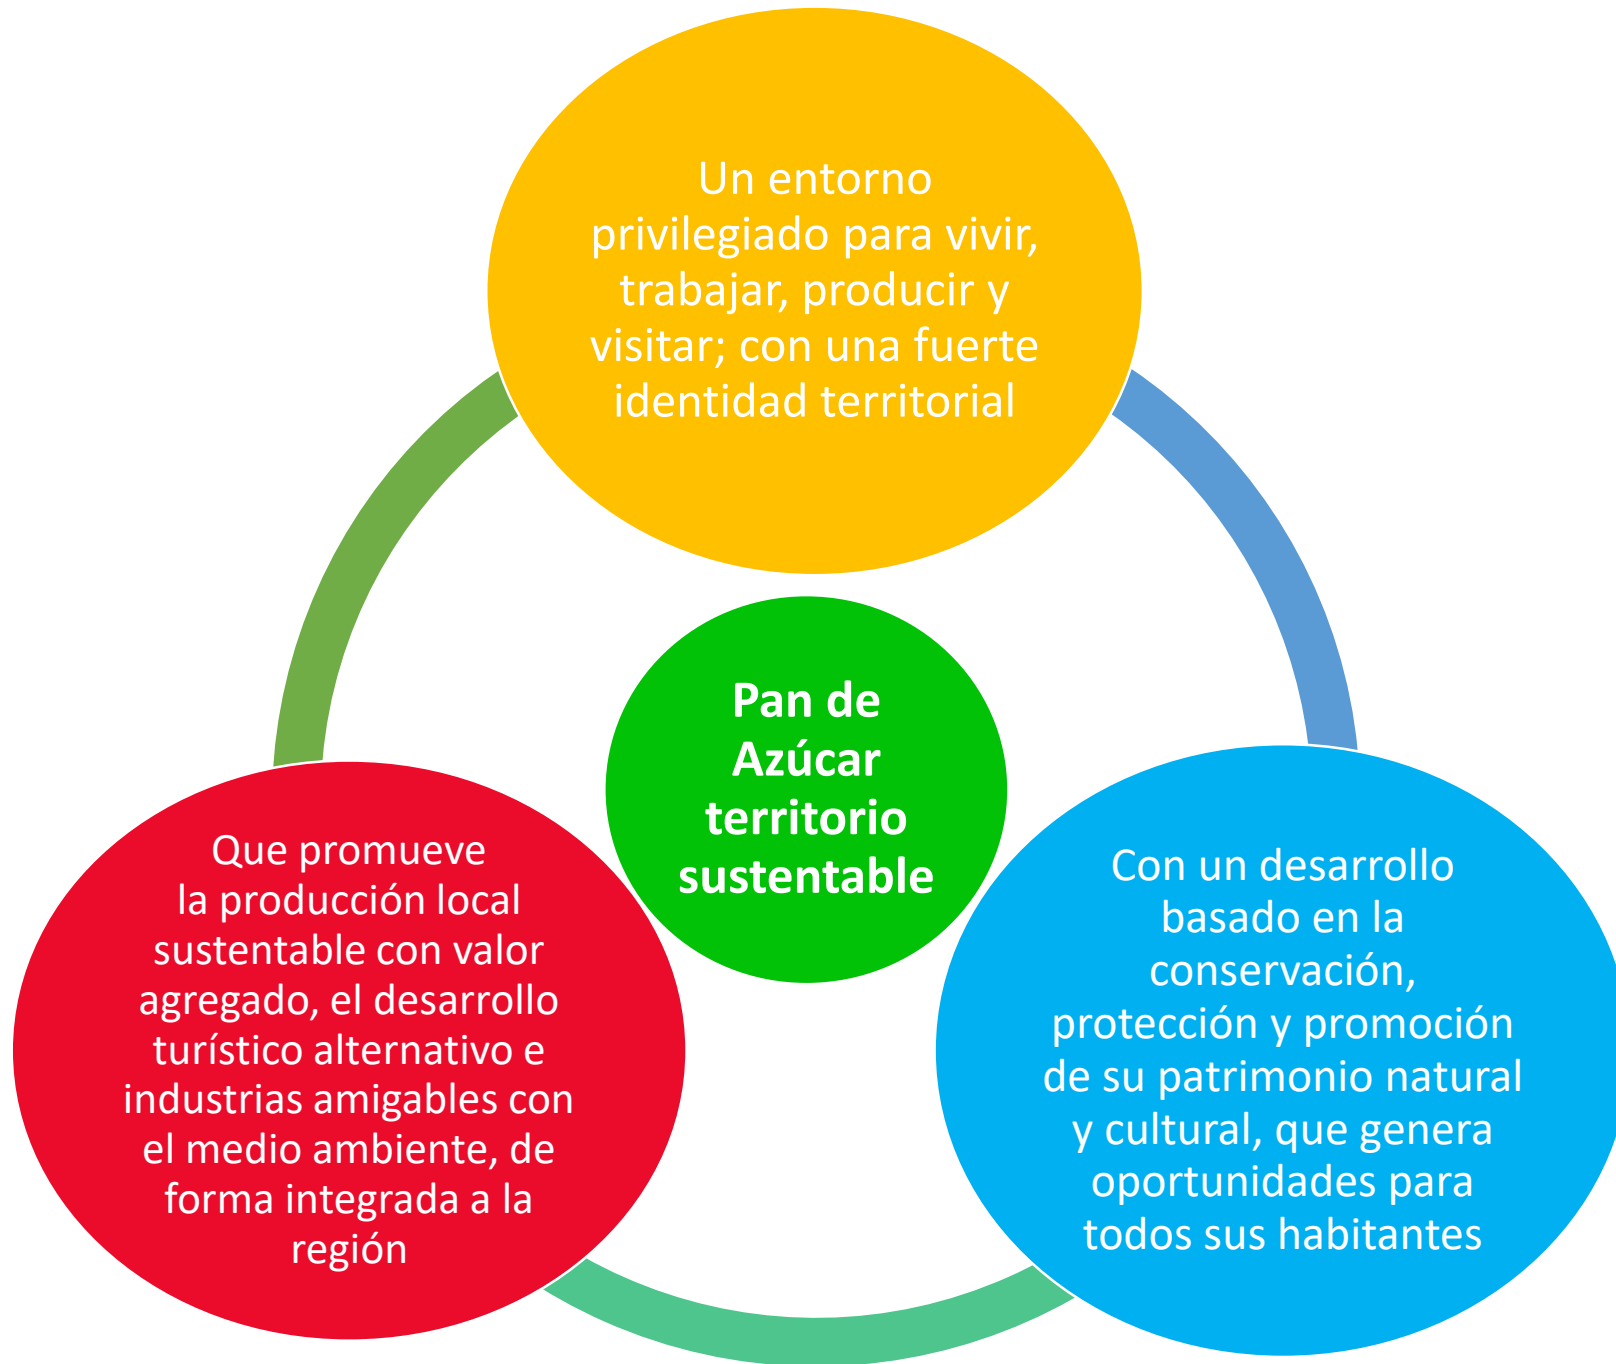 Un entorno
privilegiado para vivir,
trabajar, producir y
visitar; con una fuerte
identidad territorial
Pan de
Azúcar
territorio
sustentable
Que promueve
la producción local
sustentable con valor
agregado, el desarrollo
turístico alternativo e
industrias amigables con
el medio ambiente, de
forma integrada a la
región
Con un desarrollo
basado en la
conservación,
protección y promoción
de su patrimonio natural
y cultural, que genera
oportunidades para
todos sus habitantes